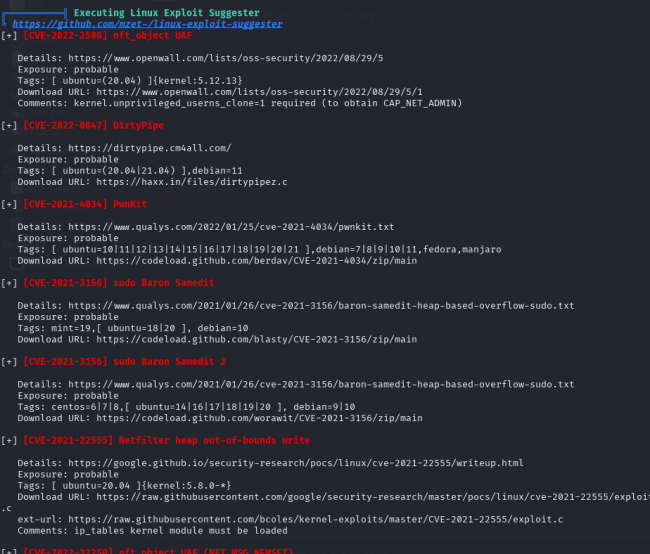 Executing Linux Exploit Suggester
https://github.com/mzet-/linux-exploit-suggester
[+] [CVE-2022-2586] nft_object UAF
Details: https://www.openwall.com/lists/oss-security/2022/08/29/5
Exposure: probable
Tags: [ ubuntu=(20.04) ]{kernel:5.12.13}
Download URL: https://www.openwall.com/lists/oss-security/2022/08/29/5/1
Comments: kernel.unprivileged_userns_clone=1 required (to obtain CAP_NET_ADMIN)
[+] [CVE-2022-0847] DirtyPipe
Details: https://dirtypipe.cm4all.com/
Exposure: probable
Tags: [ ubuntu=(20.04|21.04) ],debian=11
Download URL: https://haxx.in/files/dirtypipez.c
[+] [CVE-2021-4034] PwnKit
Details: https://www.qualys.com/2022/01/25/cve-2021-4034/pwnkit.txt
Exposure: probable
Tags: [ ubuntu=10|11|12|13|14|15|16|17|18|19|20|21 ],debian=7|8|9|10|11,fedora,manjaro
Download URL: https://codeload.github.com/berdav/CVE-2021-4034/zip/main
[+] [CVE-2021-3156] sudo Baron Samedit
Details: https://www.qualys.com/2021/01/26/cve-2021-3156/baron-samedit-heap-based-overflow-sudo.txt
Exposure: probable
Tags: mint=19,[ ubuntu=18|20 ], debian=10
Download URL: https://codeload.github.com/blasty/CVE-2021-3156/zip/main
[+] [CVE-2021-3156] sudo Baron Samedit 2
Details: https://www.qualys.com/2021/01/26/cve-2021-3156/baron-samedit-heap-based-overflow-sudo.txt
Exposure: probable
Tags: centos=6|7|8,[ ubuntu=14|16|17|18|19|20 ], debian=9|10
Download URL: https://codeload.github.com/worawit/CVE-2021-3156/zip/main
[+] [CVE-2021-22555] Netfilter heap out-of-bounds write
Details: https://google.github.io/security-research/pocs/linux/cve-2021-22555/writeup.html
Exposure: probable
Tags: [ ubuntu=20.04 ]{kernel:5.8.0-*}
Download URL: https://raw.githubusercontent.com/google/security-research/master/pocs/linux/cve-2021-22555/exploit
.c
ext-url: https://raw.githubusercontent.com/bcoles/kernel-exploits/master/CVE-2021-22555/exploit.c
Comments: ip_tables kernel module must be loaded
[+] [CVE-2022-32250] nft_object UAF (NFT_MSG_NEWSET)